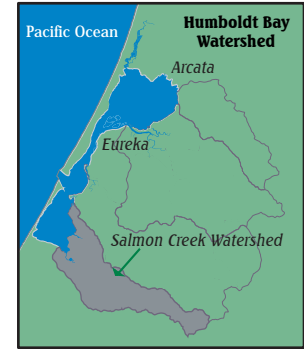 Pacific Ocean
Humboldt Bay
Watershed
Arcata
Eureka
Salmon Creek Watershed